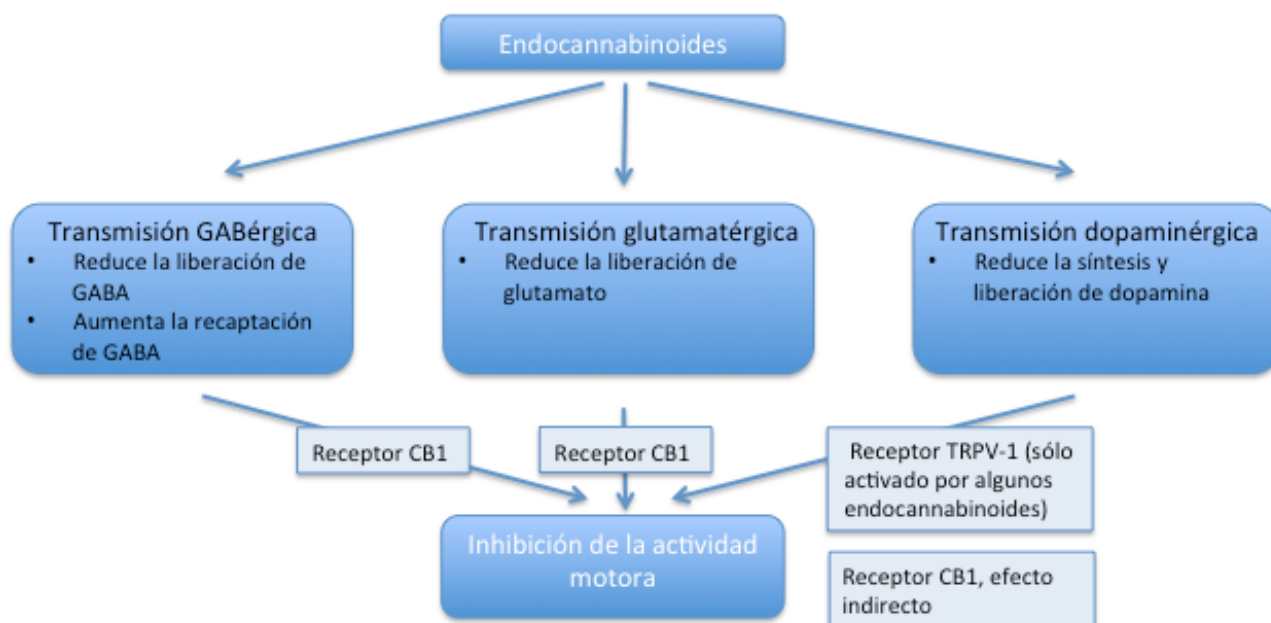 Endocannabinoides
Transmisión GABérgica
• Reduce la liberación de
GABA
• Aumenta la recaptación
de GABA
Transmisión glutamatérgica
• Reduce la liberación de
glutamato
Transmisión dopaminérgica
• Reduce la síntesis y
liberación de dopamina
Receptor CB1
Receptor CB1
Receptor TRPV-1 (sólo
activado por algunos
endocannabinoides)
Inhibición de la actividad
motora
Receptor CB1, efecto
indirecto